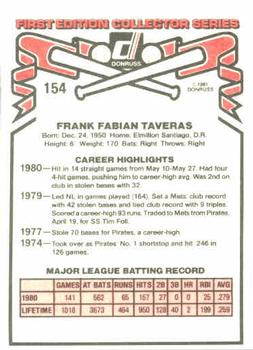 FIRST EDITION COLLECTOR SERIES
DONRUSS
154
© 1981
DONRUSS
FRANK FABIAN TAVERAS
Born: Dec. 24, 1950 Home: Elmillion Santiago, D.R.
Height: 6 Weight: 170 Bats: Right Throws: Right
CAREER HIGHLIGHTS
1980—Hit in 14 straight games from May 10-May 27. Had four
4-hit games, pushing him to career-high avg. Was 2nd on
club in stolen bases with 32.
1979—Led NL in games played (164). Set a Mets' club record
with 42 stolen bases and tied club record with 9 triples.
Scored a career-high 93 runs. Traded to Mets from Pirates,
April 19, for SS Tim Foli.
1977—Stole 70 bases for Pirates, a career-high.
1974—Took over as Pirates No. 1 shortstop and hit .246 in
126 games.
MAJOR LEAGUE BATTING RECORD
GAMES AT BATS RUNS HITS 2B 3B HR RBI AVG
1980 141 562 65 157 27 0 0 25 .279
LIFETIME 1018 3673 464 950 128 40 2 199 .259